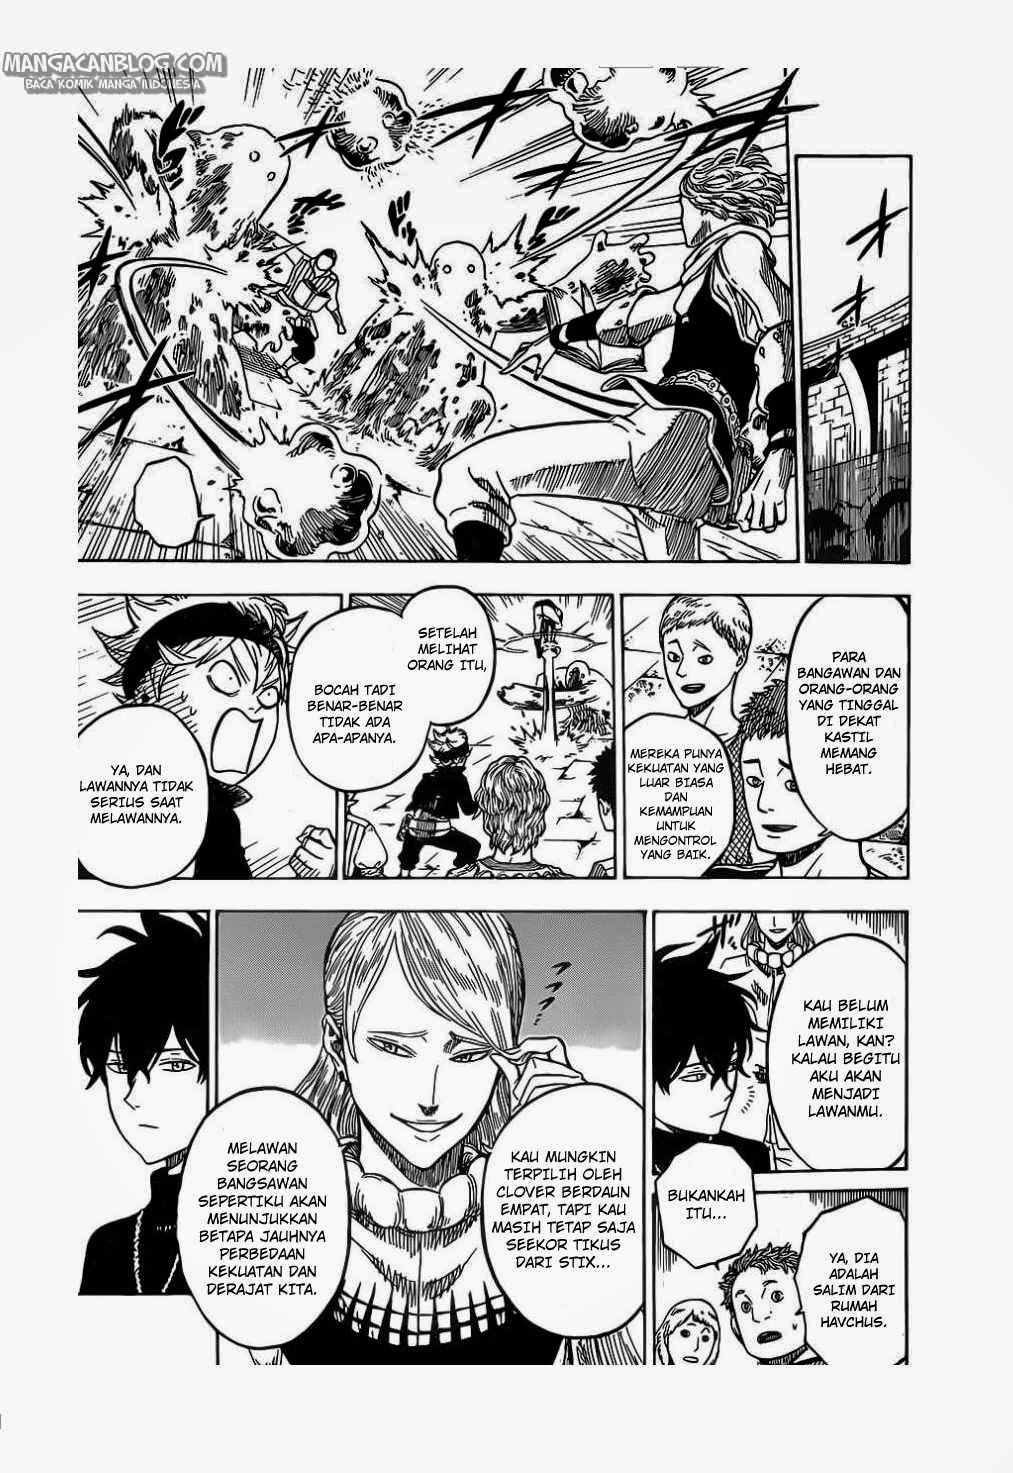 MANGACANBLOG.COM
BACA KOMIK MANGA INDONESIA
PARA
BANGAWAN DAN
ORANG-ORANG
YANG TINGGAL
DI DEKAT
KASTIL
MEMANG
HEBAT.
MEREKA PUNYA
KEKUATAN YANG
LUAR BIASA
DAN
KEMAMPUAN
UNTUK
MENGONTROL
YANG BAIK.
SETELAH
MELIHAT
ORANG ITU,
BOCAH TADI
BENAR-BENAR
TIDAK ADA
APA-APANYA.
YA, DAN
LAWANNYA TIDAK
SERIUS SAAT
MELAWANNYA.
KAU BELUM
MEMILIKI
LAWAN, KAN?
KALAU BEGITU
AKU AKAN
MENJADI
LAWANMU.
BUKANKAH
ITU...
YA, DIA
ADALAH
SALIM DARI
RUMAH
HAVCHUS.
KAU MUNGKIN
TERPILIH OLEH
CLOVER BERDAUN
EMPAT, TAPI KAU
MASIH TETAP SAJA
SEEKOR TIKUS
DARI STIX...
MELAWAN
SEORANG
BANGSAWAN
SEPERTIKU AKAN
MENUNJUKKAN
BETAPA JAUHNYA
PERBEDAAN
KEKUATAN DAN
DERAJAT KITA.